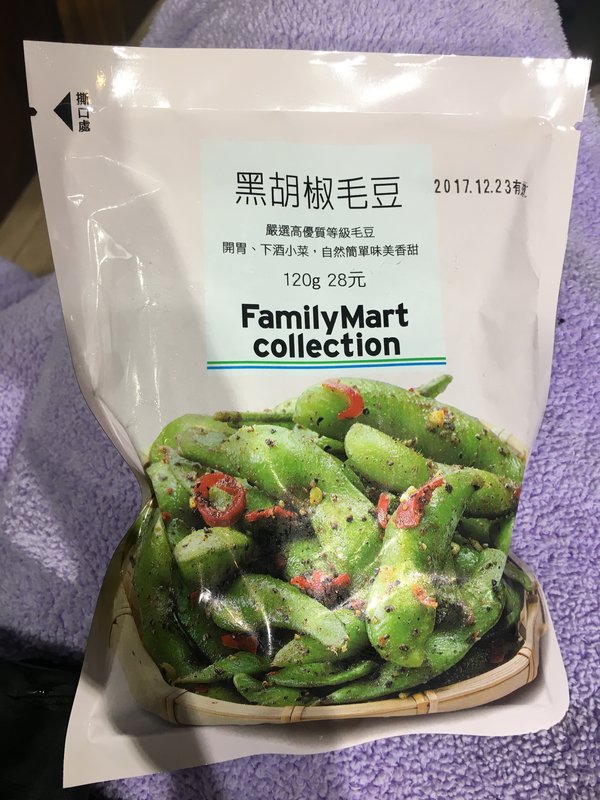 撕口處
黑胡椒毛豆
2017.12.23有效
嚴選高優質等級毛豆
開胃、下酒小菜，自然簡單味美香甜
120g 28元
FamilyMart
collection